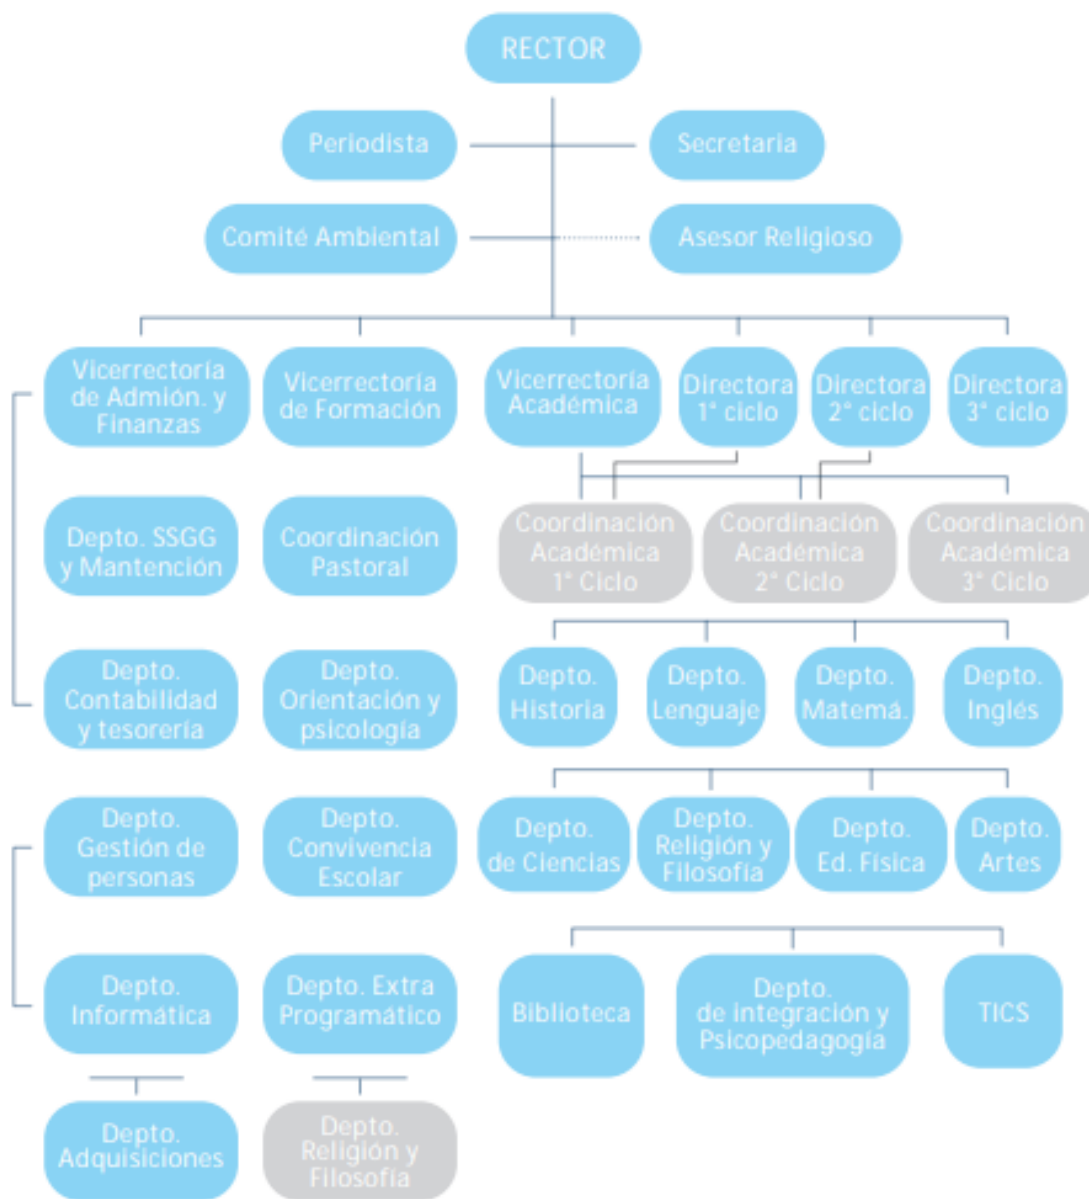 RECTOR
Periodista
Secretaria
Comité Ambiental
Asesor Religioso
Vicerrectoría
de Admión. y
Finanzas
Vicerrectoría
de Formación
Vicerrectoría
Académica
Directora
1° ciclo
Directora
2° ciclo
Directora
3° ciclo
Depto. SSGG
y Mantención
Coordinación
Pastoral
Coordinación
Académica
1° Ciclo
Coordinación
Académica
2° Ciclo
Coordinación
Académica
3° Ciclo
Depto.
Contabilidad
y tesorería
Depto.
Orientación y
psicología
Depto.
Historia
Depto.
Lenguaje
Depto.
Matemá.
Depto.
Inglés
Depto.
Gestión de
personas
Depto.
Convivencia
Escolar
Depto.
de Ciencias
Depto.
Religión y
Filosofía
Depto.
Ed. Física
Depto.
Artes
Depto.
Informática
Depto. Extra
Programático
Biblioteca
Depto.
de integración y
Psicopedagogía
TICS
Depto.
Adquisiciones
Depto.
Religión y
Filosofía